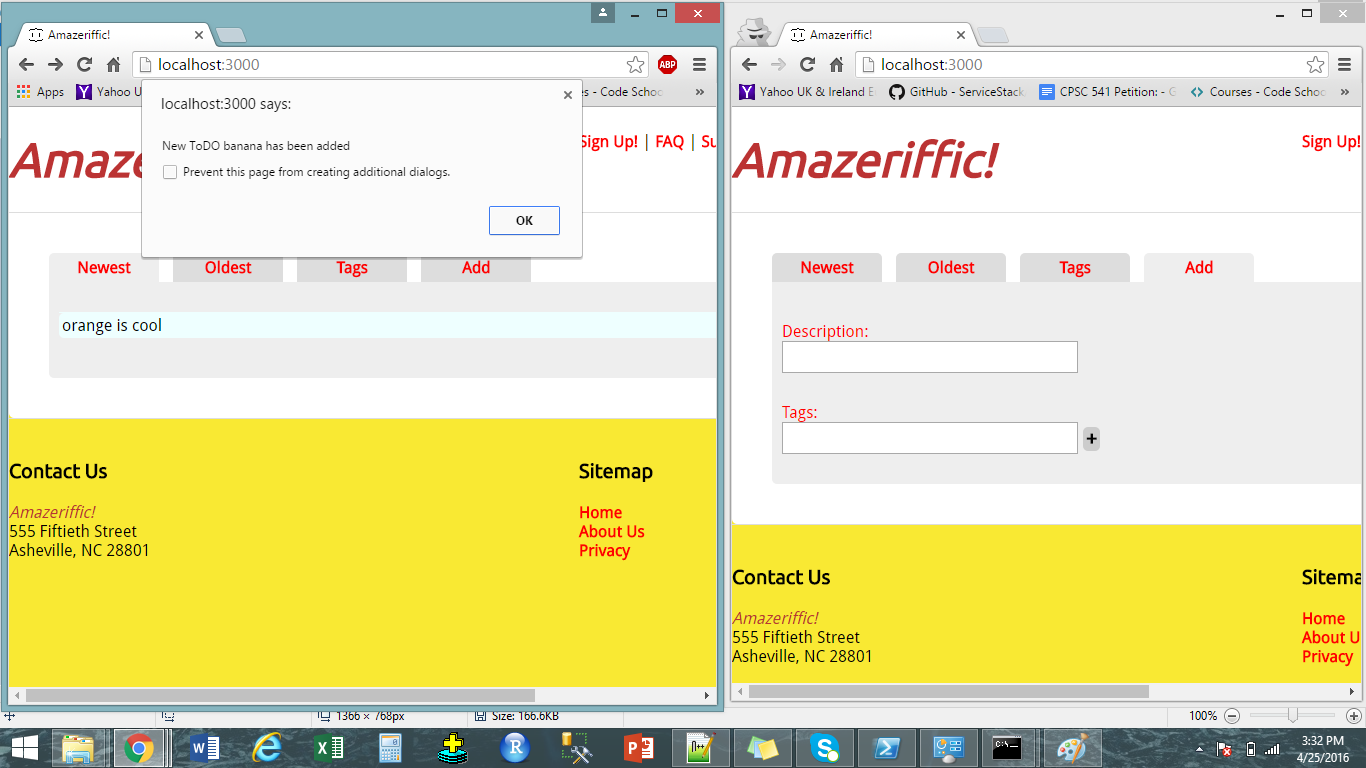 Amazeriffic!
localhost:3000
Apps Yahoo U es - Code Schoo »
localhost:3000 says:
New ToDO banana has been added
Prevent this page from creating additional dialogs.
OK
Amaze
Sign Up! | FAQ | Su
Newest Oldest Tags Add
orange is cool
Contact Us
Amazeriffic!
555 Fiftieth Street
Asheville, NC 28801
Sitemap
Home
About Us
Privacy
Amazeriffic!
localhost:3000
Yahoo UK & Ireland E GitHub - ServiceStack CPSC 541 Petition: - G Courses - Code Schoo »
Amazeriffic!
Sign Up!
Newest Oldest Tags Add
Description:
Tags:
+
Contact Us
Amazeriffic!
555 Fiftieth Street
Asheville, NC 28801
Sitema
Home
About U
Privacy
1366 × 768px Size: 166.6KB 100%
3:32 PM
4/25/2016